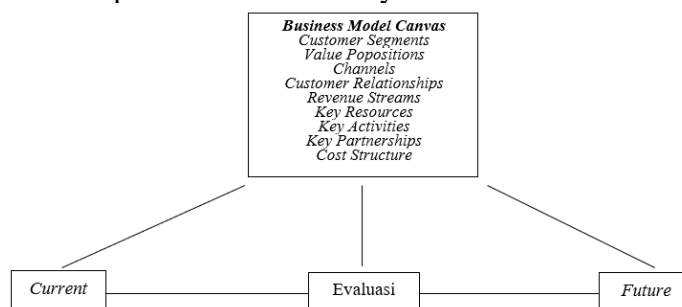 Business Model Canvas
Customer Segments
Value Popositions
Channels
Customer Relationships
Revenue Streams
Key Resources
Key Activities
Key Partnerships
Cost Structure
Current
Evaluasi
Future